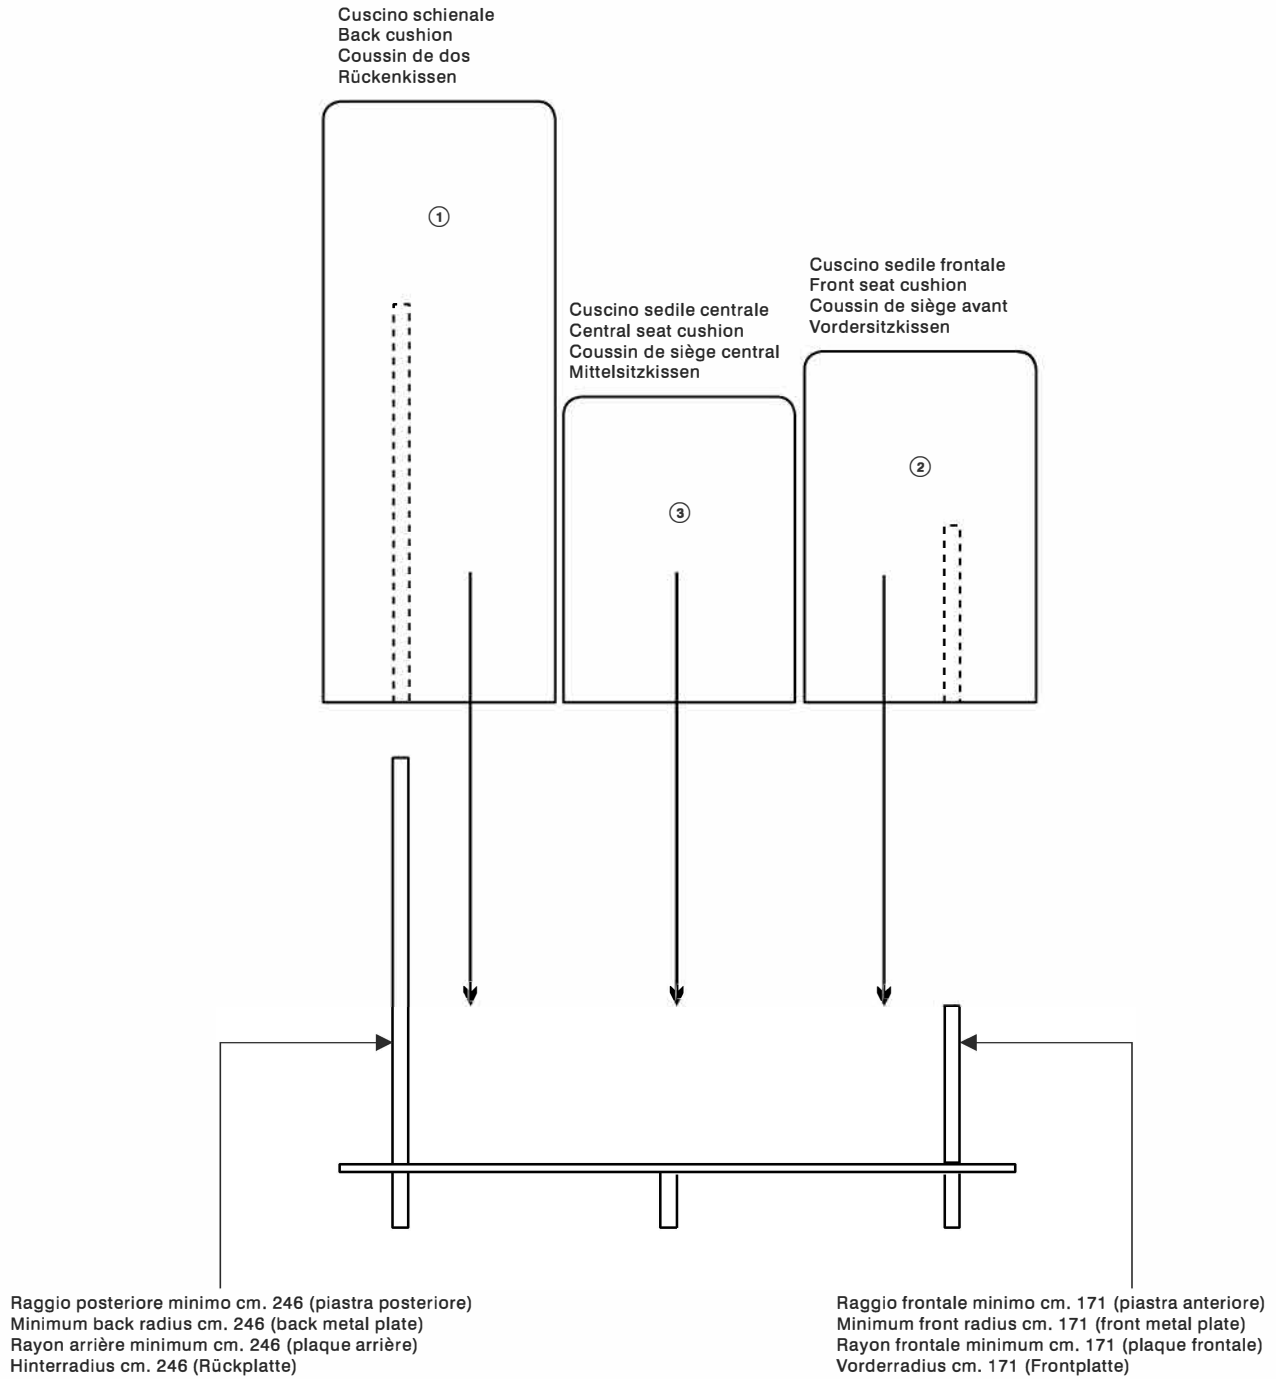 Cuscino schienale
Back cushion
Coussin de dos
Rückenkissen
1
Cuscino sedile frontale
Front seat cushion
Coussin de siège avant
Vordersitzkissen
Cuscino sedile centrale
Central seat cushion
Coussin de siège central
Mittelsitzkissen
2
3
Raggio posteriore minimo cm. 246 (piastra posteriore)
Minimum back radius cm. 246 (back metal plate)
Rayon arrière minimum cm. 246 (plaque arrière)
Hinterradius cm. 246 (Rückplatte)
Raggio frontale minimo cm. 171 (piastra anteriore)
Minimum front radius cm. 171 (front metal plate)
Rayon frontale minimum cm. 171 (plaque frontale)
Vorderradius cm. 171 (Frontplatte)